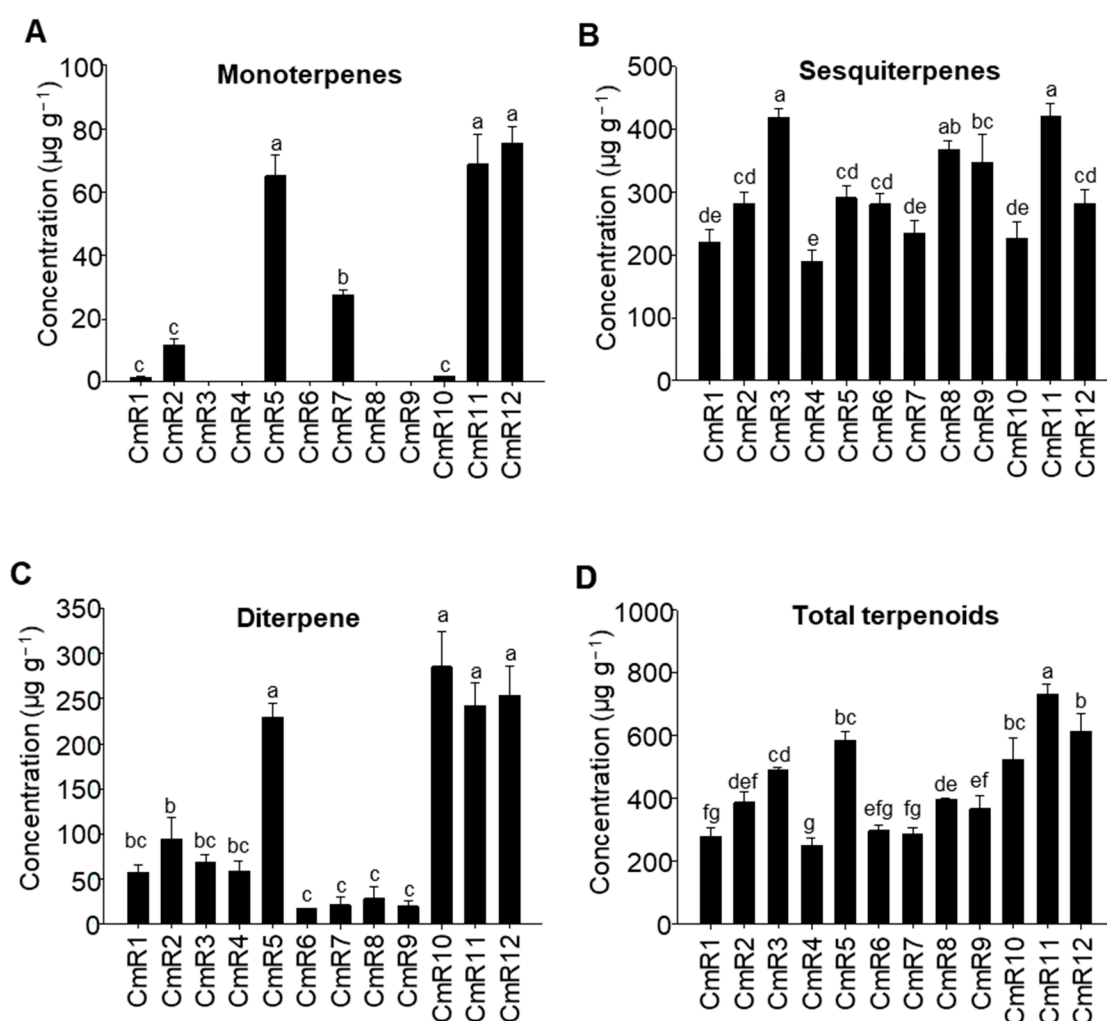 A
Monoterpenes
Concentration (µg g⁻¹)
100
80
60
40
20
0
c
c
a
b
c
a
a
CmR1
CmR2
CmR3
CmR4
CmR5
CmR6
CmR7
CmR8
CmR9
CmR10
CmR11
CmR12
B
Sesquiterpenes
Concentration (µg g⁻¹)
500
400
300
200
100
0
de
cd
a
e
cd
cd
de
ab
bc
de
a
cd
CmR1
CmR2
CmR3
CmR4
CmR5
CmR6
CmR7
CmR8
CmR9
CmR10
CmR11
CmR12
C
Diterpene
Concentration (µg g⁻¹)
350
300
250
200
150
100
50
0
bc
b
bc
bc
a
c
c
c
c
a
a
a
CmR1
CmR2
CmR3
CmR4
CmR5
CmR6
CmR7
CmR8
CmR9
CmR10
CmR11
CmR12
D
Total terpenoids
Concentration (µg g⁻¹)
1000
800
600
400
200
0
fg
def
cd
g
bc
efg
fg
de
ef
bc
a
b
CmR1
CmR2
CmR3
CmR4
CmR5
CmR6
CmR7
CmR8
CmR9
CmR10
CmR11
CmR12